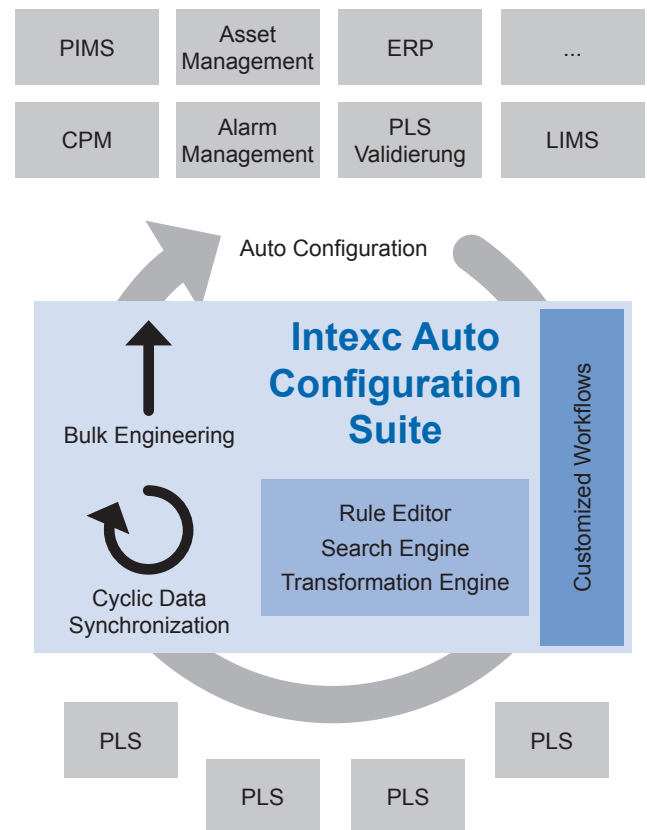 PIMS
Asset
Management
ERP
...
CPM
Alarm
Management
PLS
Validierung
LIMS
Auto Configuration
Intexc Auto
Configuration
Suite
Bulk Engineering
Customized Workflows
Rule Editor
Search Engine
Transformation Engine
Cyclic Data
Synchronization
PLS
PLS
PLS
PLS